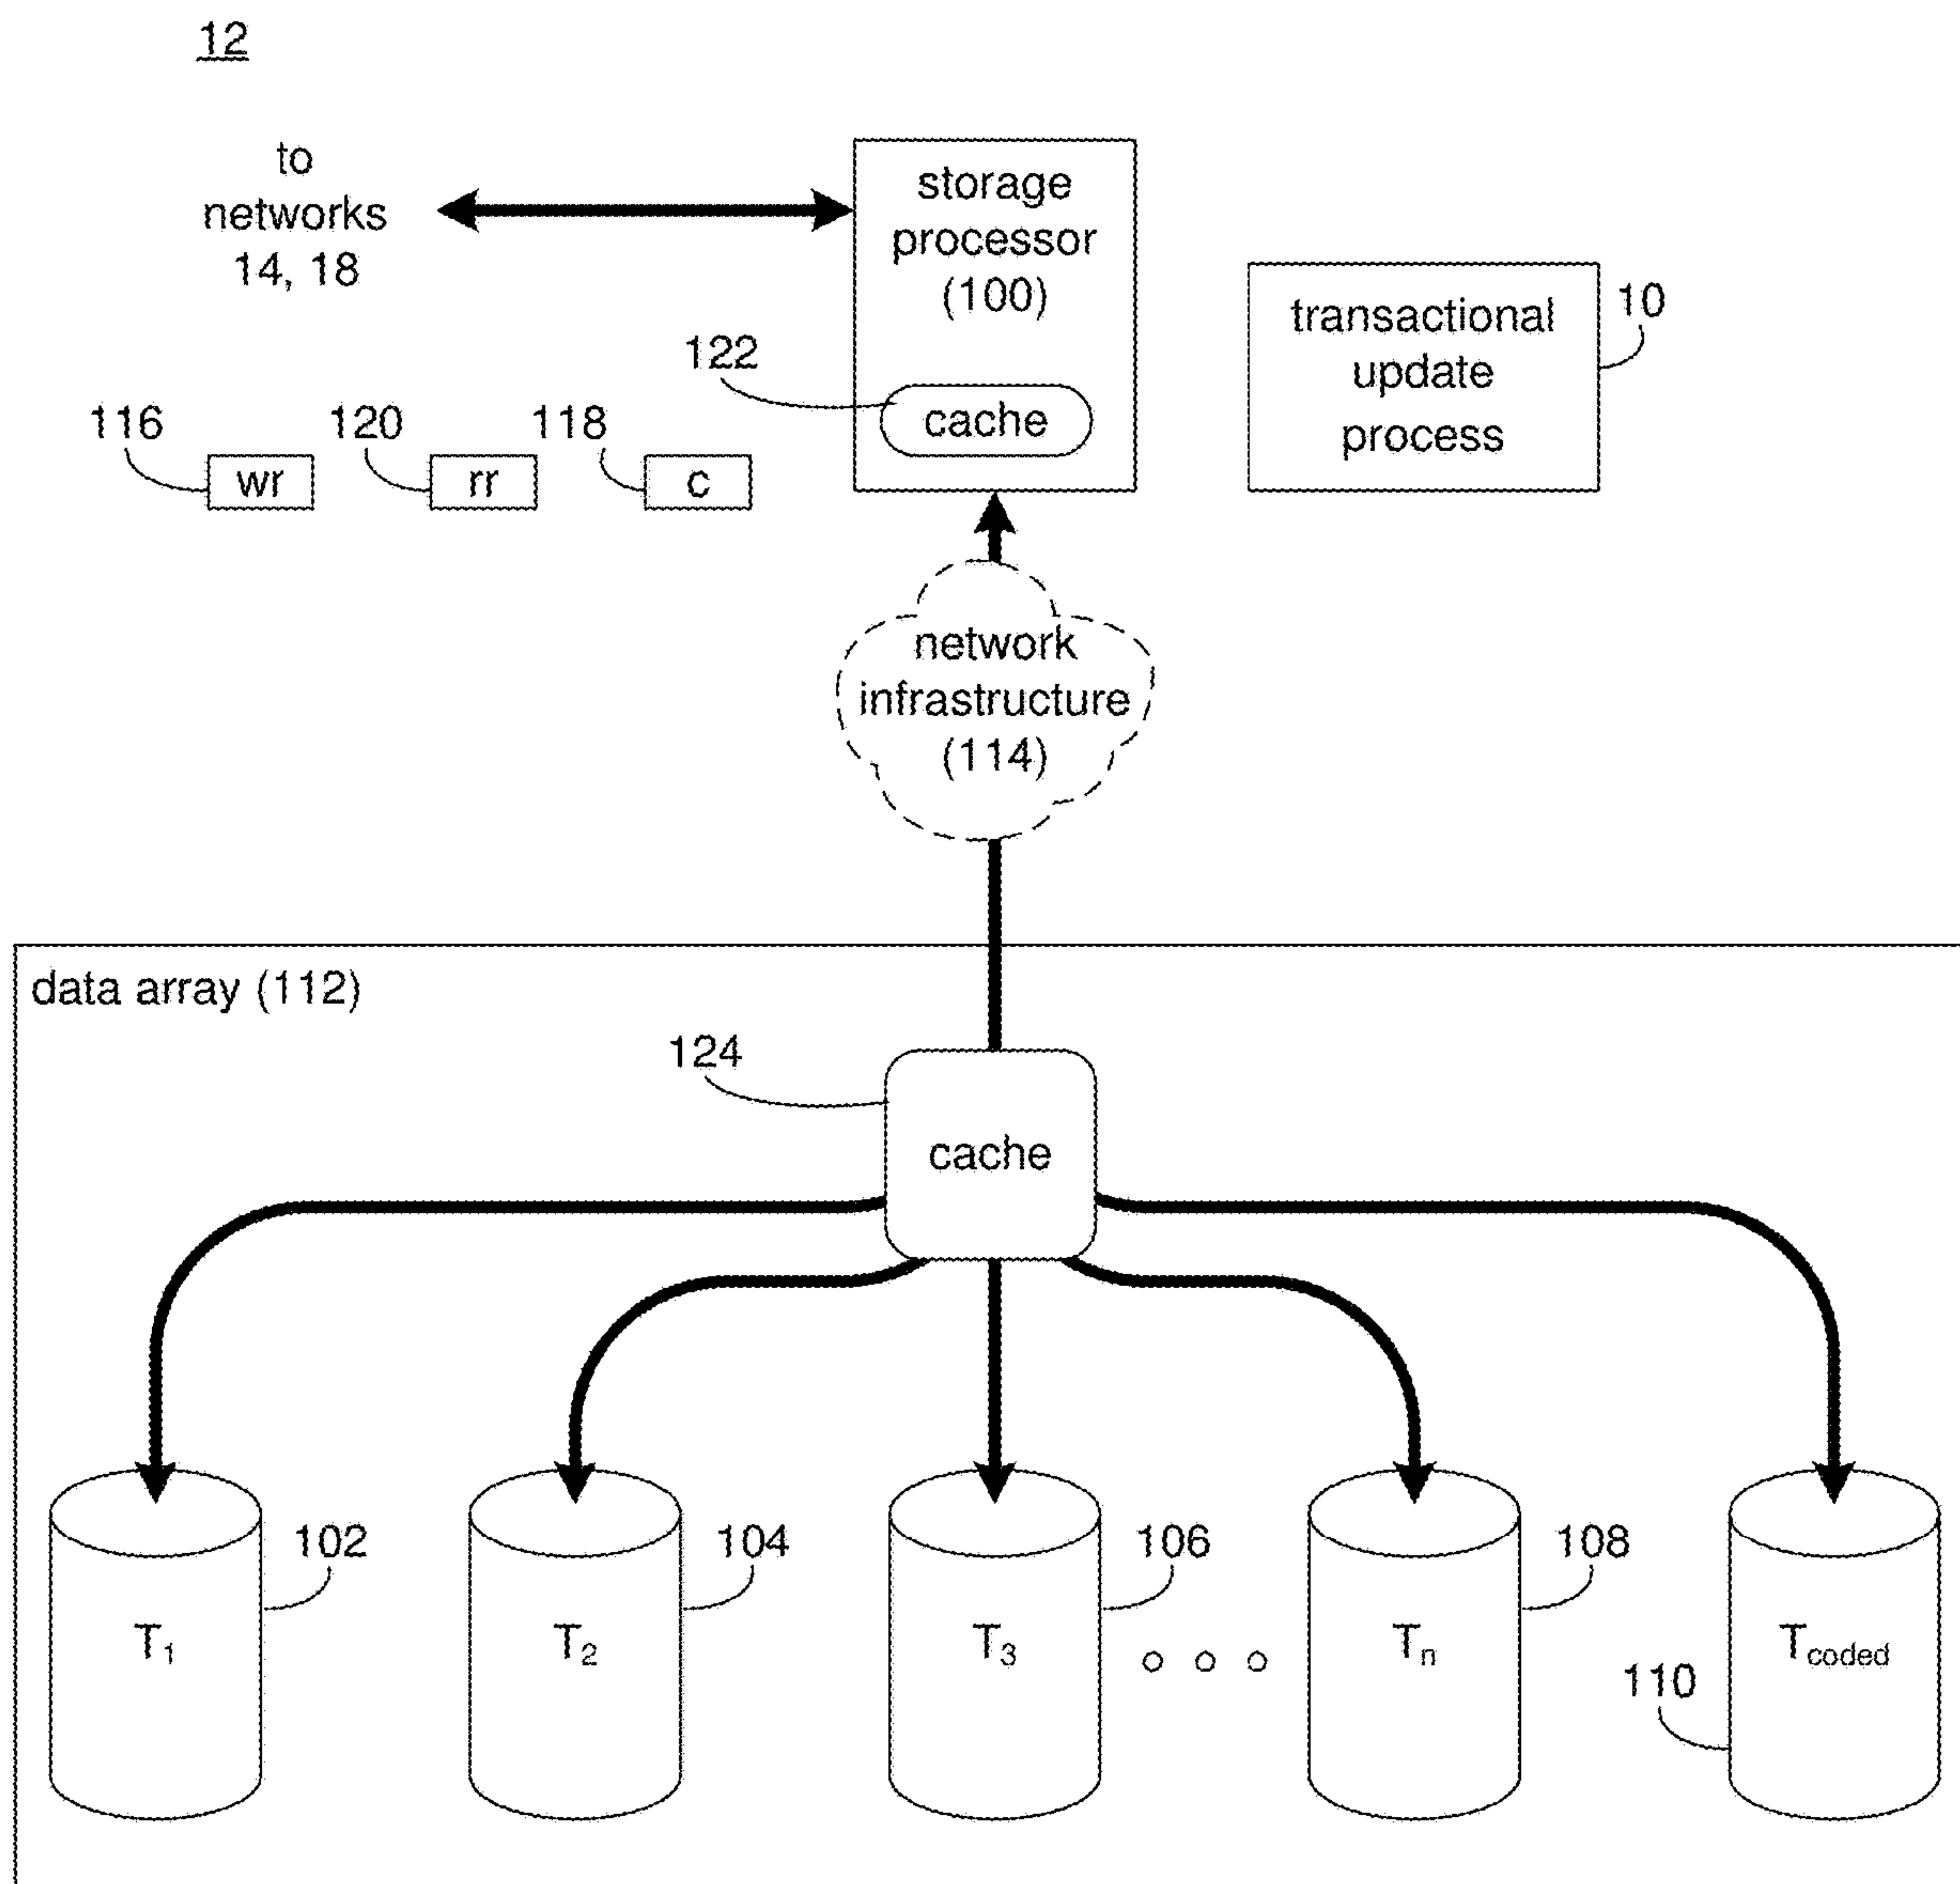 12
to
networks
14, 18
storage
processor
(100)
122
cache
transactional
update
process
10
116
wr
120
rr
118
c
network
infrastructure
(114)
data array (112)
124
cache
102
T1
104
T2
106
T3
108
Tn
110
Tcoded